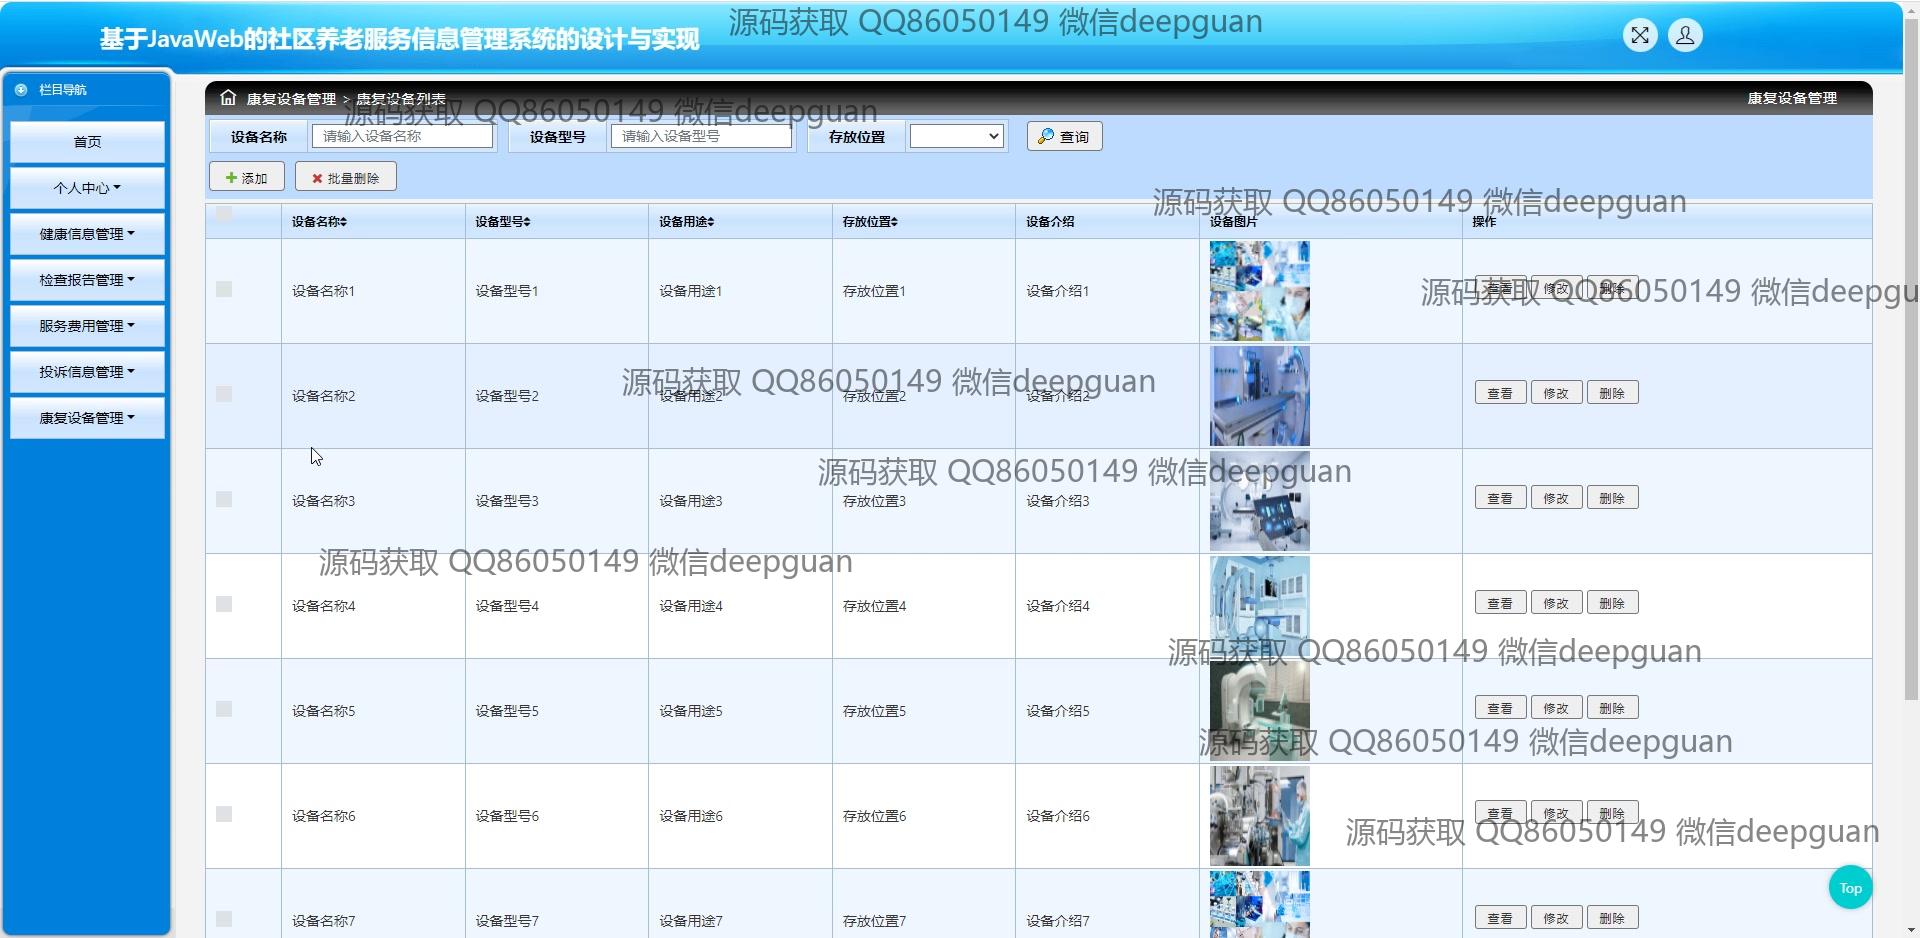 源码获取 QQ86050149 微信deepguan
基于JavaWeb的社区养老服务信息管理系统的设计与实现
栏目导航
首页
个人中心
健康信息管理
检查报告管理
服务费用管理
投诉信息管理
康复设备管理
康复设备管理 > 康复设备列表
康复设备管理
源码获取 QQ86050149 微信deepguan
设备名称 请输入设备名称 设备型号 请输入设备型号 存放位置 查询
添加 批量删除
源码获取 QQ86050149 微信deepguan
设备名称 设备型号 设备用途 存放位置 设备介绍 设备图片 操作
设备名称1 设备型号1 设备用途1 存放位置1 设备介绍1 查看 修改 删除
源码获取 QQ86050149 微信deepgu
源码获取 QQ86050149 微信deepguan
设备名称2 设备型号2 设备用途2 存放位置2 设备介绍2 查看 修改 删除
源码获取 QQ86050149 微信deepguan
设备名称3 设备型号3 设备用途3 存放位置3 设备介绍3 查看 修改 删除
源码获取 QQ86050149 微信deepguan
设备名称4 设备型号4 设备用途4 存放位置4 设备介绍4 查看 修改 删除
源码获取 QQ86050149 微信deepguan
设备名称5 设备型号5 设备用途5 存放位置5 设备介绍5 查看 修改 删除
源码获取 QQ86050149 微信deepguan
设备名称6 设备型号6 设备用途6 存放位置6 设备介绍6 查看 修改 删除
源码获取 QQ86050149 微信deepguan
Top
设备名称7 设备型号7 设备用途7 存放位置7 设备介绍7 查看 修改 删除